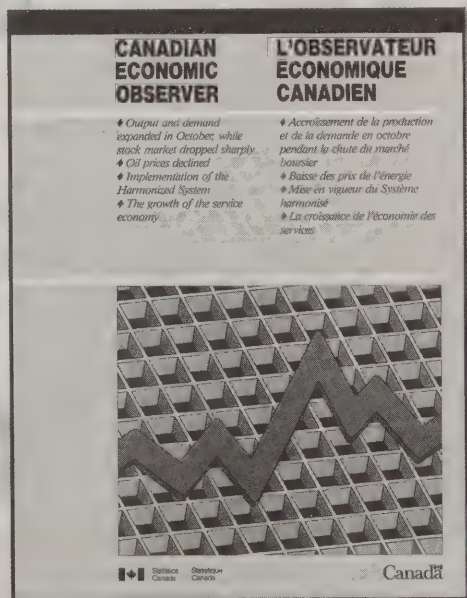 CANADIAN
ECONOMIC
OBSERVER
♦ Output and demand
expanded in October, while
stock market dropped sharply
♦ Oil prices declined
♦ Implementation of the
Harmonized System
♦ The growth of the service
economy
L'OBSERVATEUR
ÉCONOMIQUE
CANADIEN
♦ Accroissement de la production
et de la demande en octobre
pendant la chute du marché
boursier
♦ Baisse des prix de l'énergie
♦ Mise en vigueur du Système
harmonisé
♦ La croissance de l'économie des
services
Statistics
Canada
Statistique
Canada
Canada